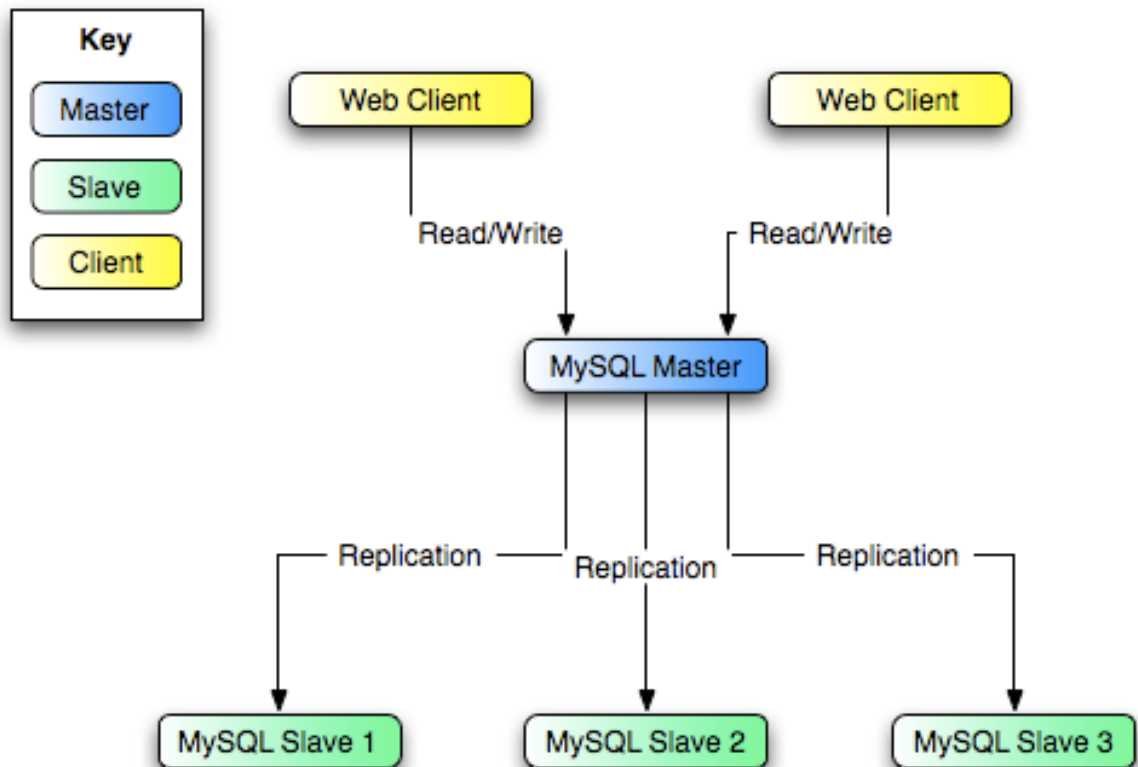 Key
Master
Slave
Client
Web Client
Web Client
Read/Write
Read/Write
MySQL Master
Replication
Replication
Replication
MySQL Slave 1
MySQL Slave 2
MySQL Slave 3